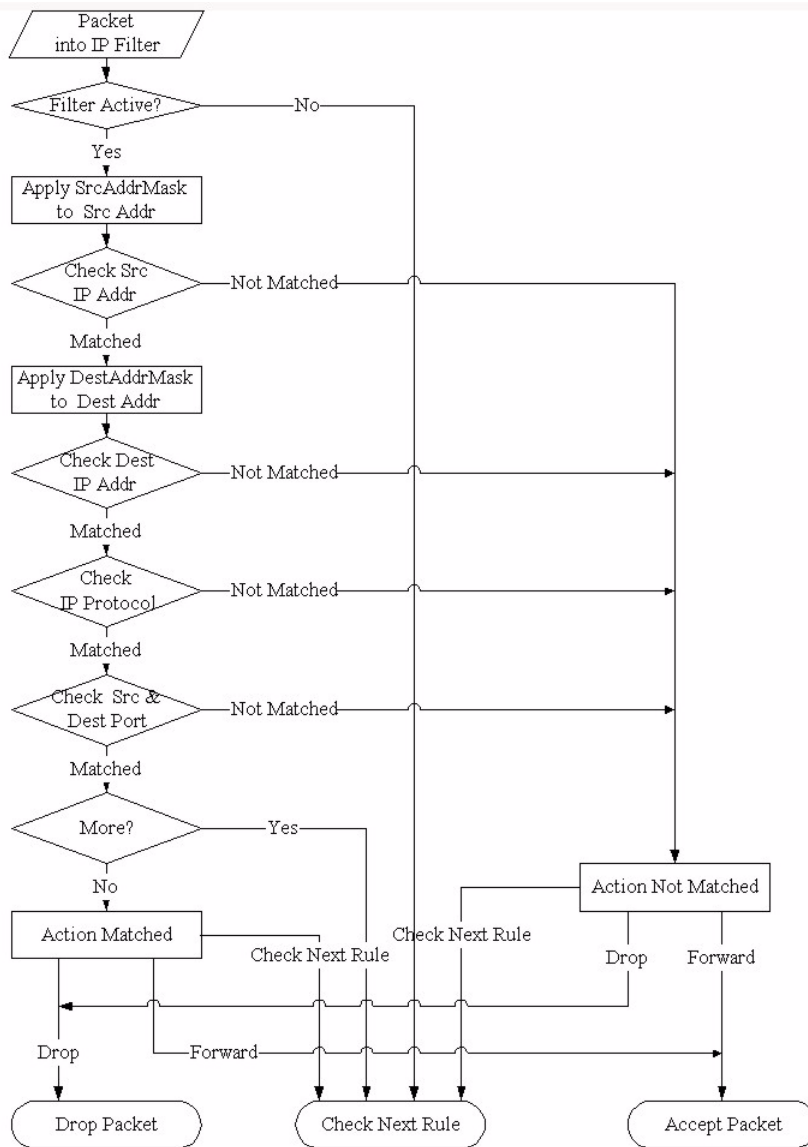 Packet
into IP Filter
Filter Active?
No
Yes
Apply SrcAddrMask
to Src Addr
Check Src
IP Addr
Not Matched
Matched
Apply DestAddrMask
to Dest Addr
Check Dest
IP Addr
Not Matched
Matched
Check
IP Protocol
Not Matched
Matched
Check Src &
Dest Port
Not Matched
Matched
More?
Yes
No
Action Not Matched
Action Matched
Check Next Rule
Check Next Rule
Drop
Forward
Drop
Forward
Drop Packet
Check Next Rule
Accept Packet